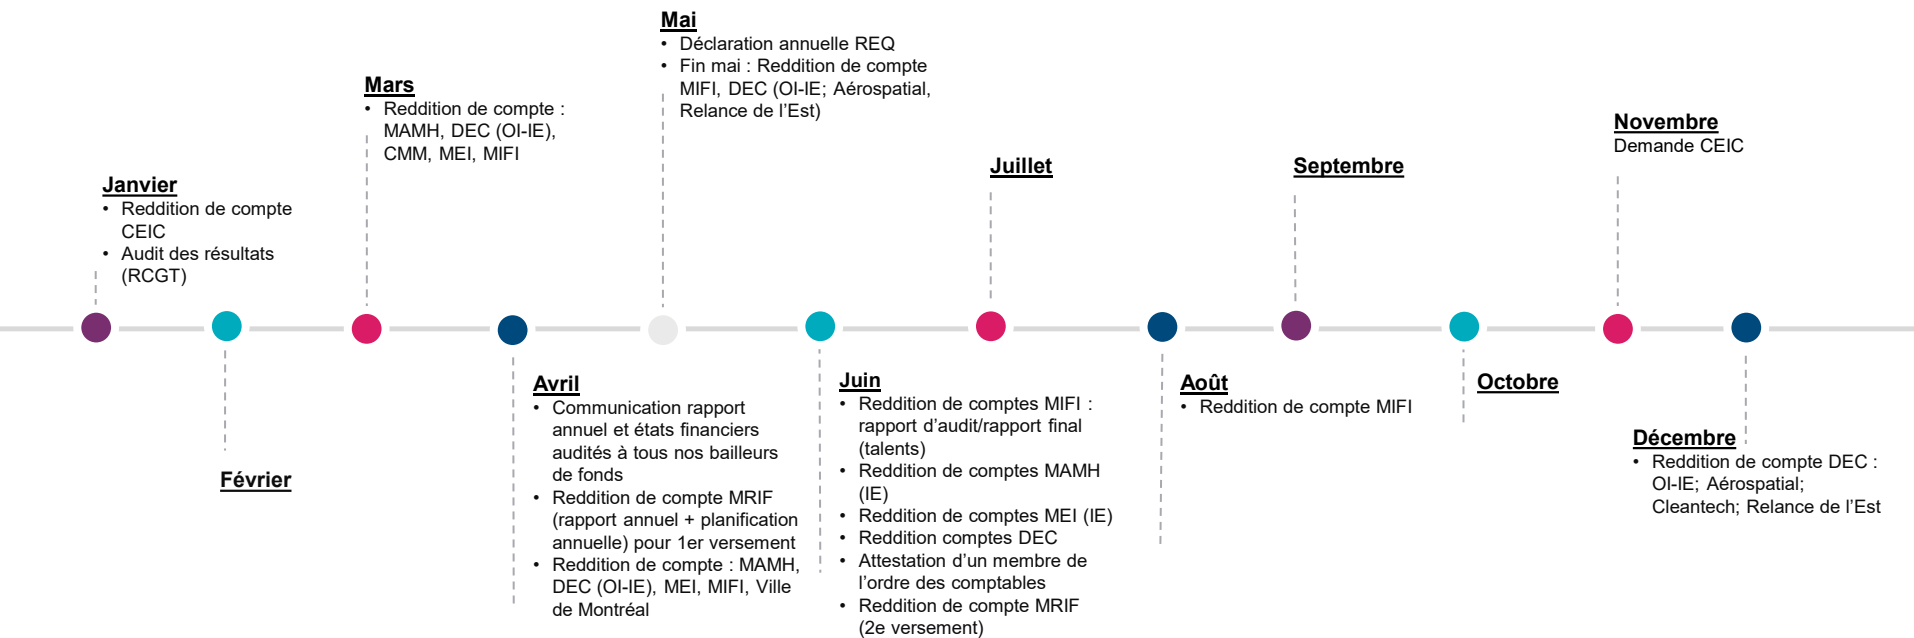 Janvier
• Reddition de compte
CEIC
• Audit des résultats
(RCGT)
Février
Mars
• Reddition de compte :
MAMH, DEC (OI-IE),
CMM, MEI, MIFI
Avril
• Communication rapport
annuel et états financiers
audités à tous nos bailleurs
de fonds
• Reddition de compte MRIF
(rapport annuel + planification
annuelle) pour 1er versement
• Reddition de compte : MAMH,
DEC (OI-IE), MEI, MIFI, Ville
de Montréal
Mai
• Déclaration annuelle REQ
• Fin mai : Reddition de compte
MIFI, DEC (OI-IE; Aérospatial,
Relance de l’Est)
Juin
• Reddition de comptes MIFI :
rapport d’audit/rapport final
(talents)
• Reddition de comptes MAMH
(IE)
• Reddition de comptes MEI (IE)
• Reddition comptes DEC
• Attestation d’un membre de
l’ordre des comptables
• Reddition de compte MRIF
(2e versement)
Juillet
Août
• Reddition de compte MIFI
Septembre
Octobre
Novembre
Demande CEIC
Décembre
• Reddition de compte DEC :
OI-IE; Aérospatial;
Cleantech; Relance de l’Est